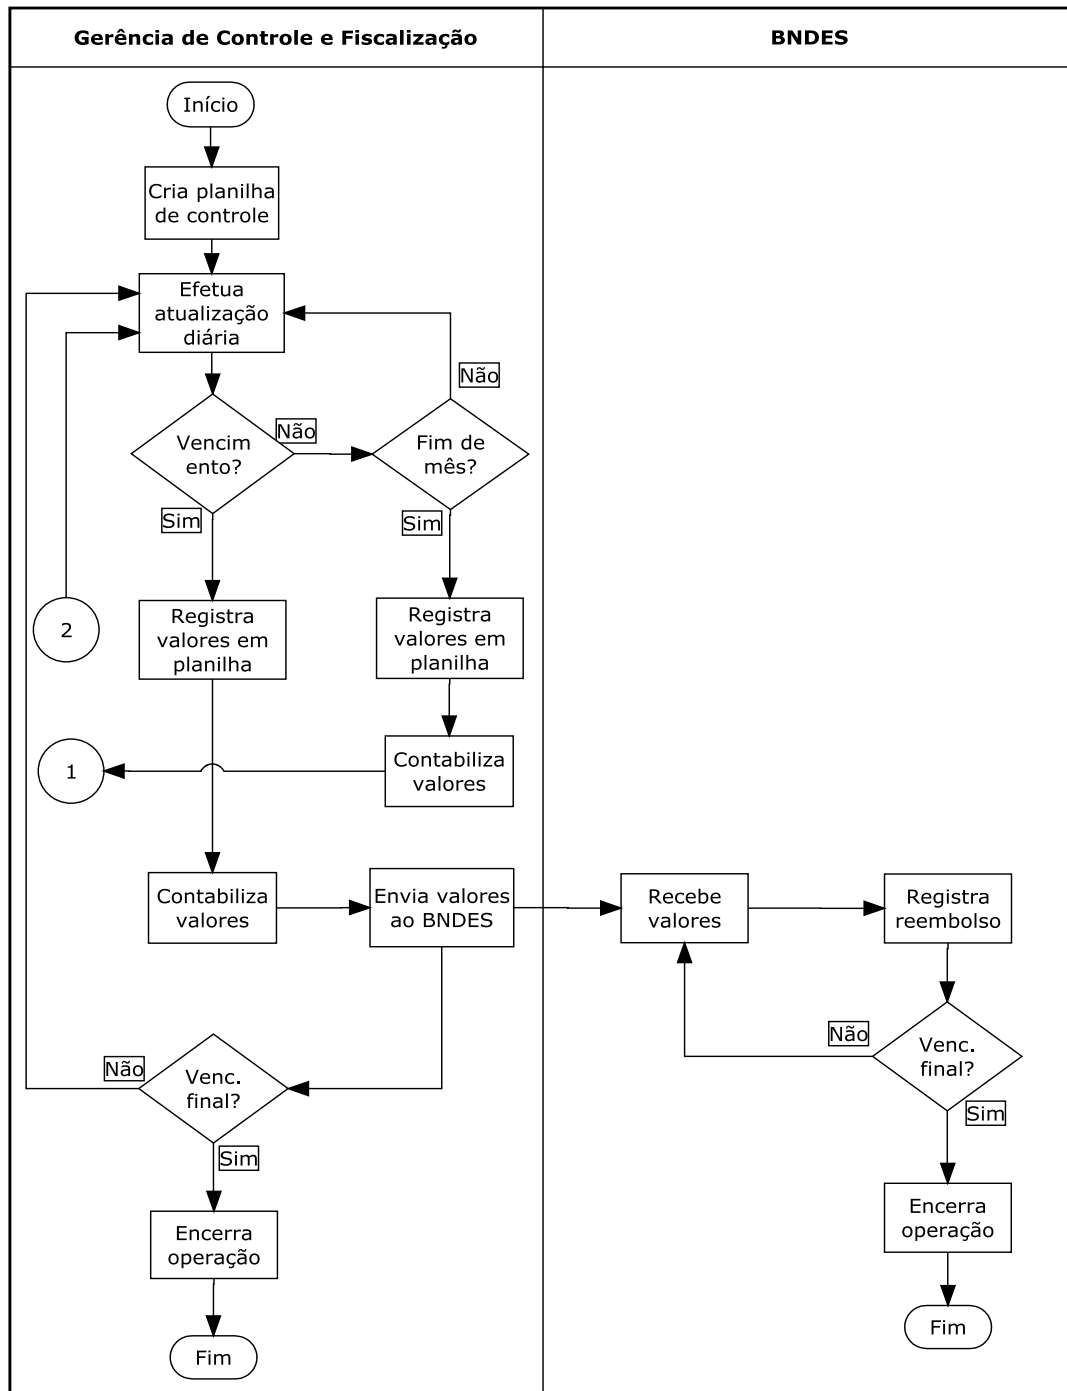 Gerência de Controle e Fiscalização
BNDES
Início
Cria planilha
de controle
Efetua
atualização
diária
Não
Vencim
ento?
Não
Fim de
mês?
Sim
Sim
2
Registra
valores em
planilha
Registra
valores em
planilha
1
Contabiliza
valores
Contabiliza
valores
Envia valores
ao BNDES
Recebe
valores
Registra
reembolso
Não
Venc.
final?
Sim
Não
Venc.
final?
Sim
Encerra
operação
Encerra
operação
Fim
Fim